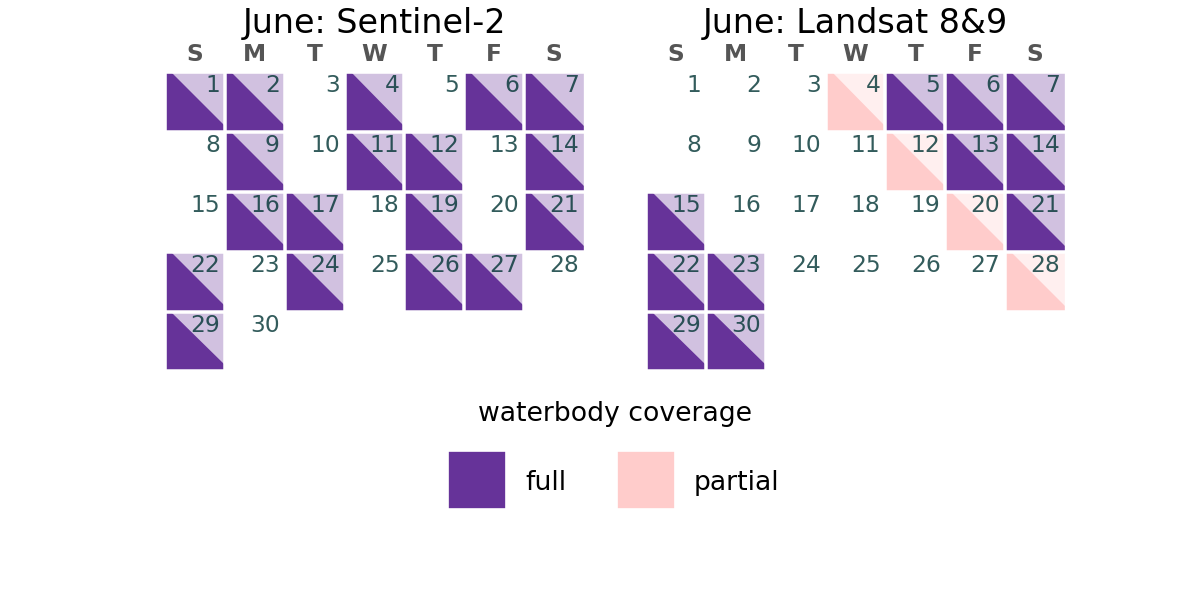 June: Sentinel-2
S M T W T F S
1 2 3 4 5 6 7
8 9 10 11 12 13 14
15 16 17 18 19 20 21
22 23 24 25 26 27 28
29 30
June: Landsat 8&9
S M T W T F S
1 2 3 4 5 6 7
8 9 10 11 12 13 14
15 16 17 18 19 20 21
22 23 24 25 26 27 28
29 30
waterbody coverage
full partial